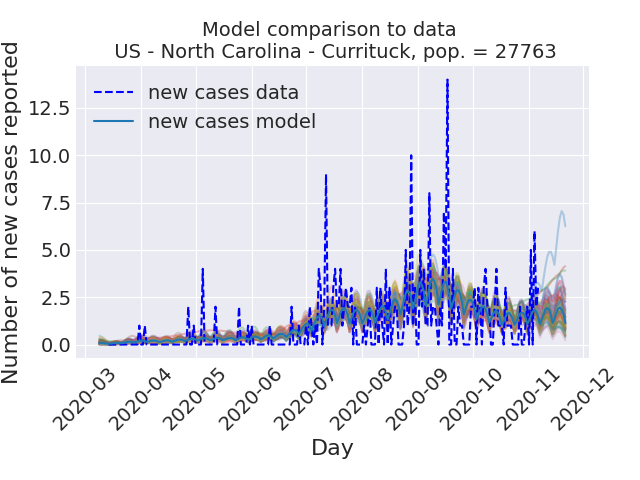 Model comparison to data
US - North Carolina - Currituck, pop. = 27763
Number of new cases reported
12.5
10.0
7.5
5.0
2.5
0.0
new cases data
new cases model
2020-03
2020-04
2020-05
2020-06
2020-07
2020-08
2020-09
2020-10
2020-11
2020-12
Day